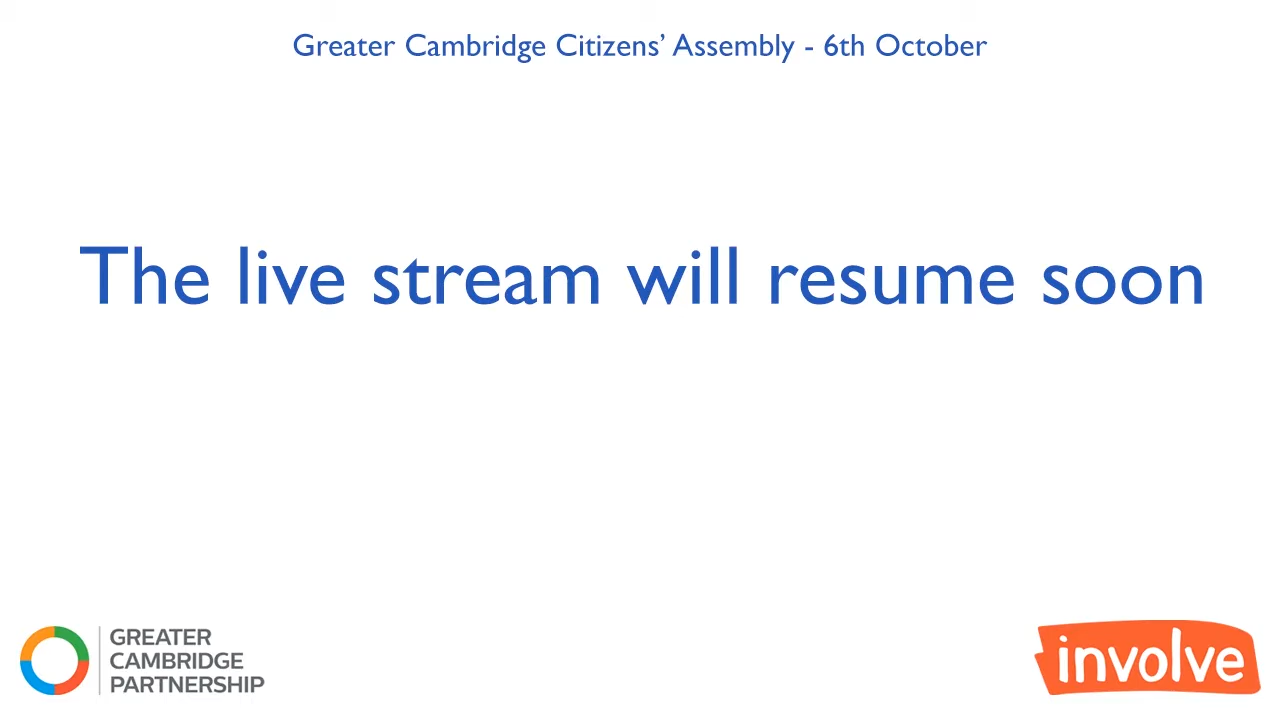 Greater Cambridge Citizens’ Assembly - 6th October
The live stream will resume soon
GREATER
CAMBRIDGE
PARTNERSHIP
involve